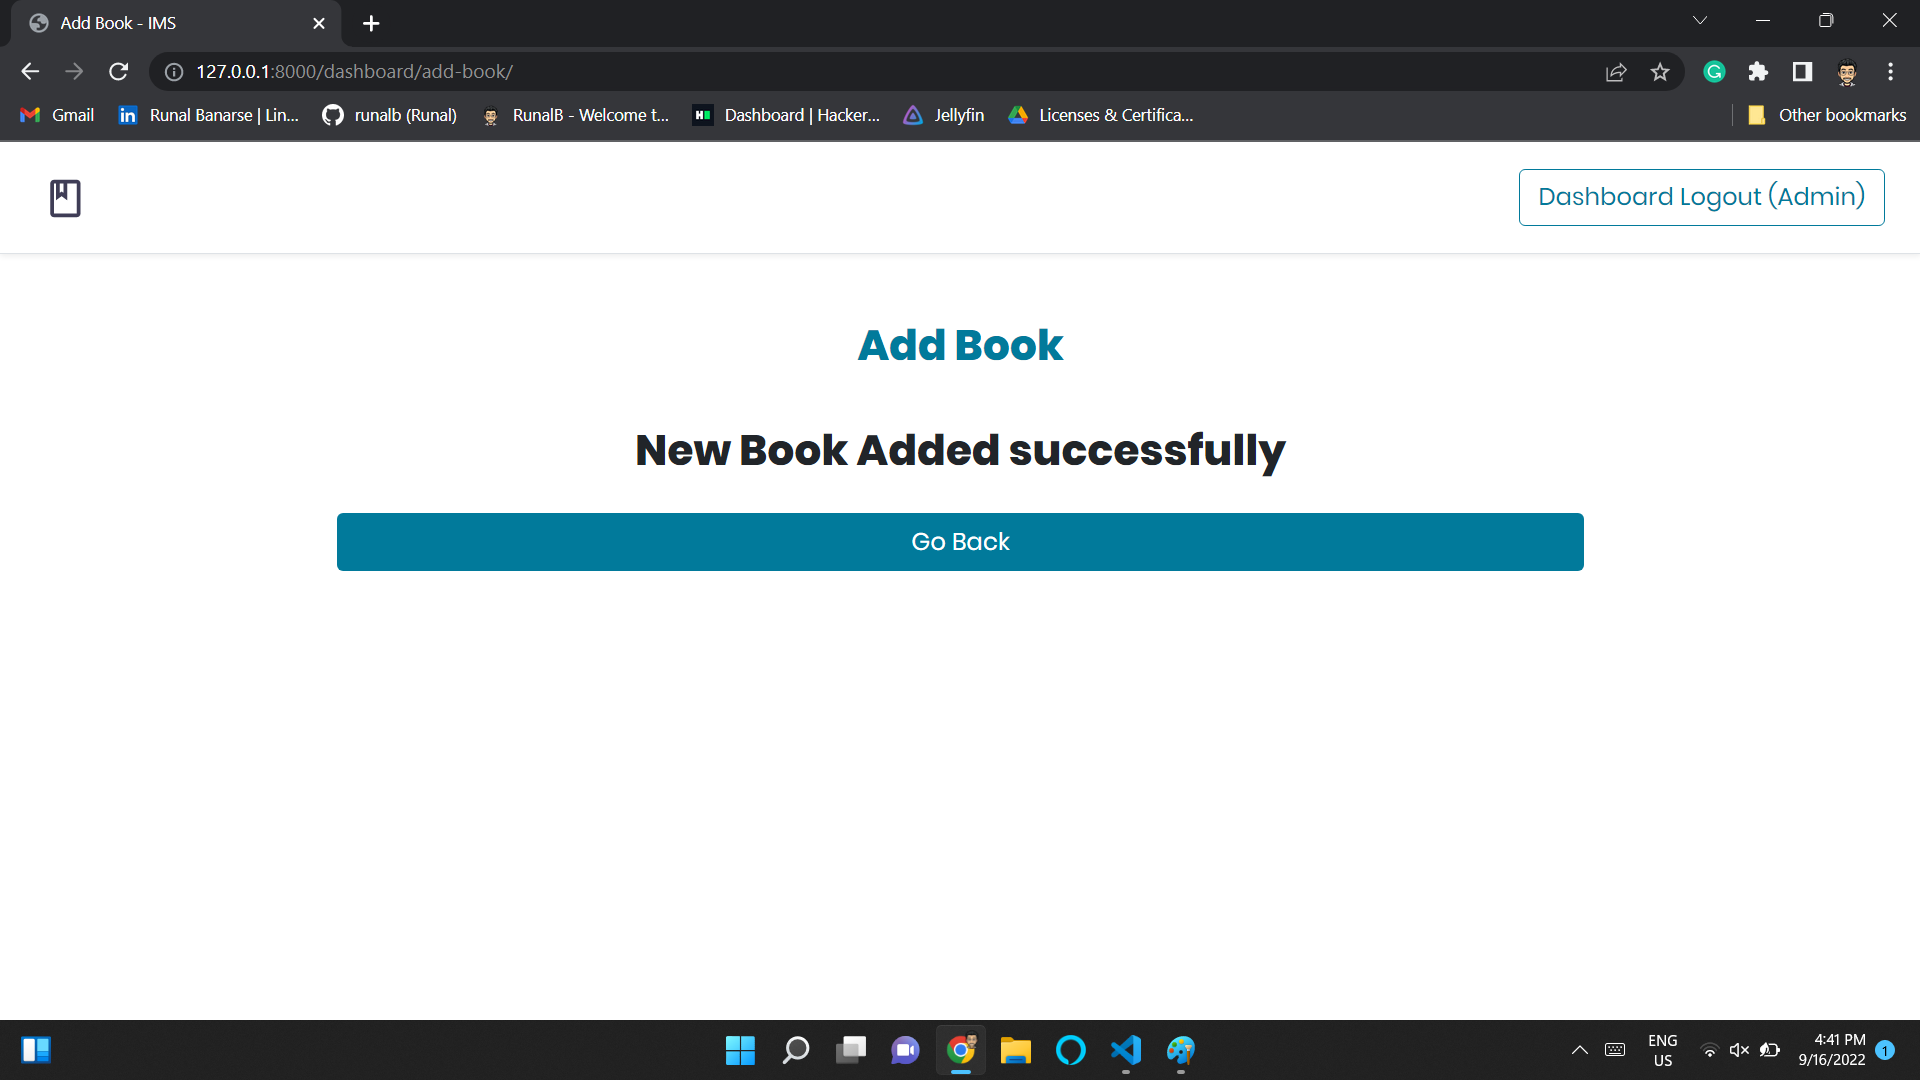 Add Book - IMS
127.0.0.1:8000/dashboard/add-book/
Gmail
Runal Banarse | Lin...
runalb (Runal)
RunalB - Welcome t...
Dashboard | Hacker...
Jellyfin
Licenses & Certifica...
Other bookmarks
Dashboard Logout (Admin)
Add Book
New Book Added successfully
Go Back
ENG
US
4:41 PM
9/16/2022
1